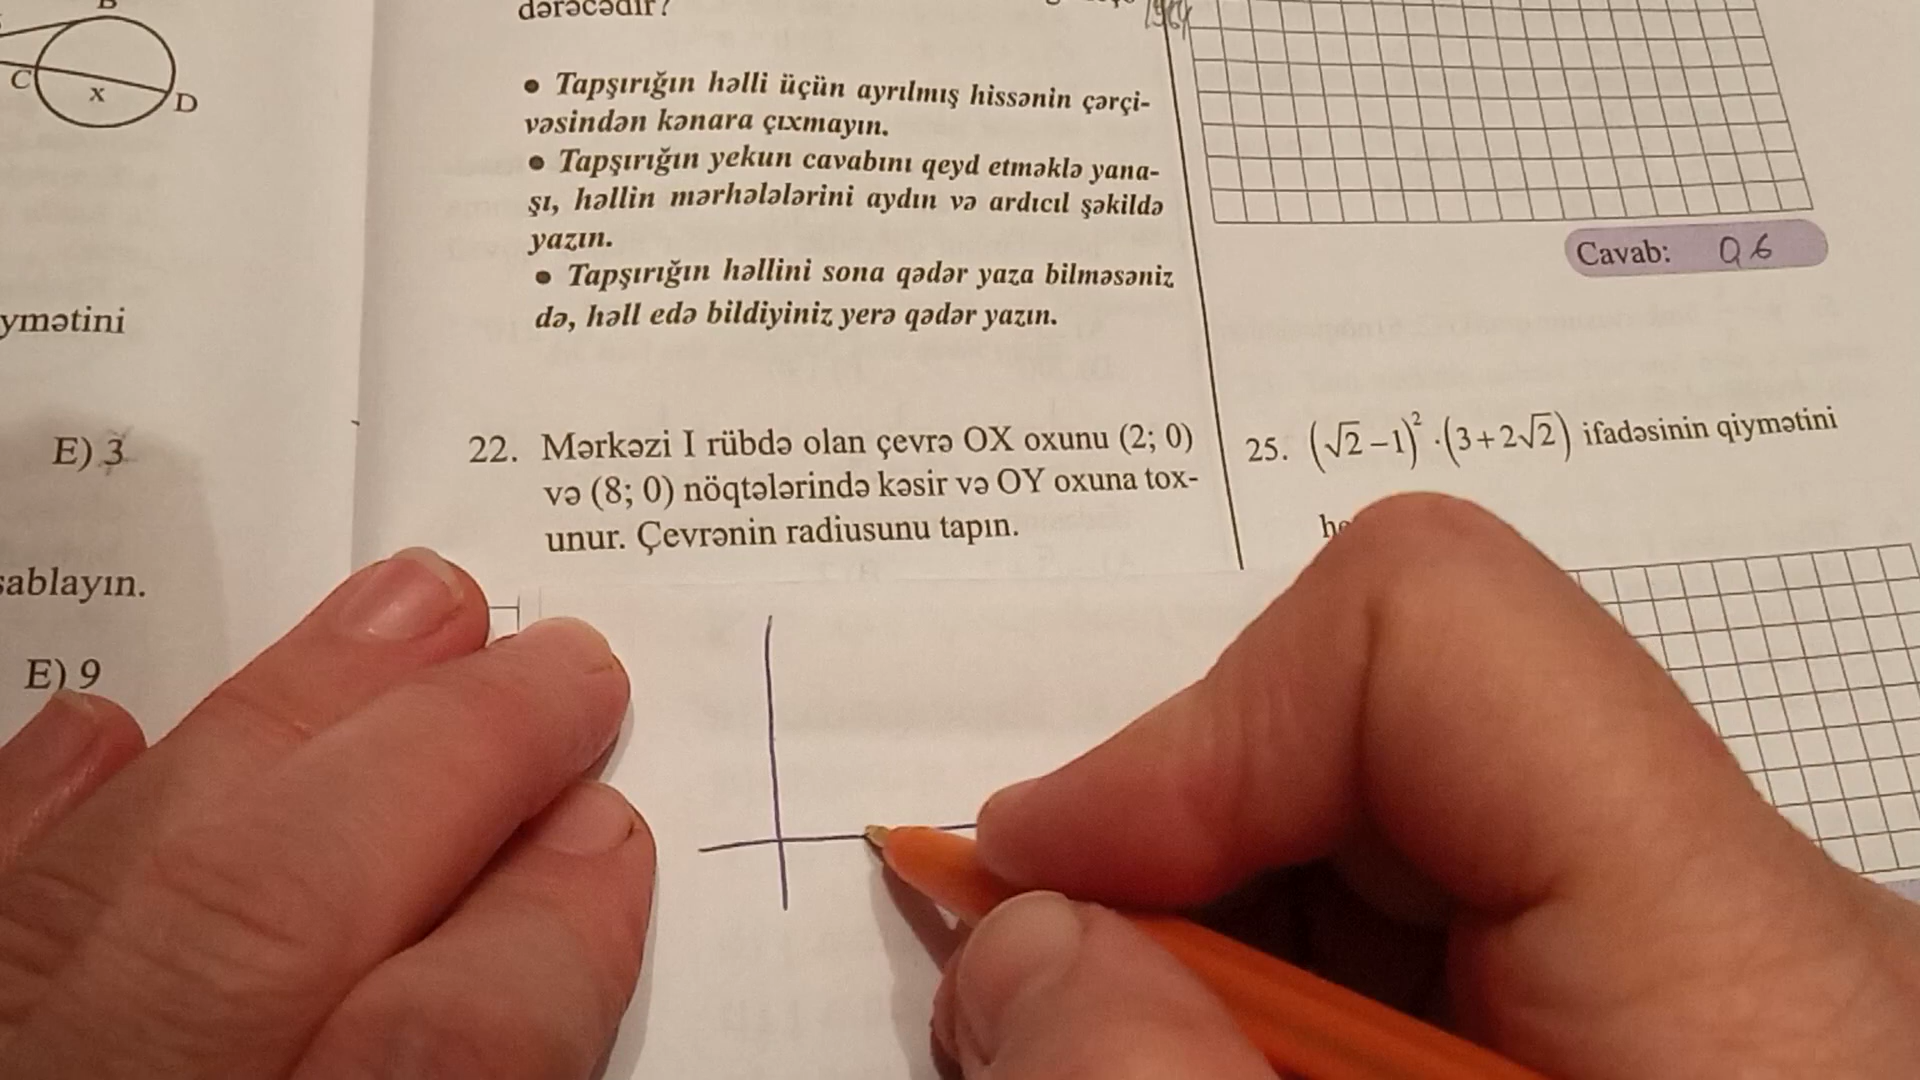 B
C
x
D
ymətini
E) 3
sablayın.
E) 9
dərəcədir?
• Tapşırığın həlli üçün ayrılmış hissənin çərçi-
vəsindən kənara çıxmayın.
• Tapşırığın yekun cavabını qeyd etməklə yana-
şı, həllin mərhələlərini aydın və ardıcıl şəkildə
yazın.
• Tapşırığın həllini sona qədər yaza bilməsəniz
də, həll edə bildiyiniz yerə qədər yazın.
22. Mərkəzi I rübdə olan çevrə OX oxunu (2; 0)
və (8; 0) nöqtələrində kəsir və OY oxuna tox-
unur. Çevrənin radiusunu tapın.
Cavab: 0,6
25. (√2 − 1)² · (3 + 2√2) ifadəsinin qiymətini
he